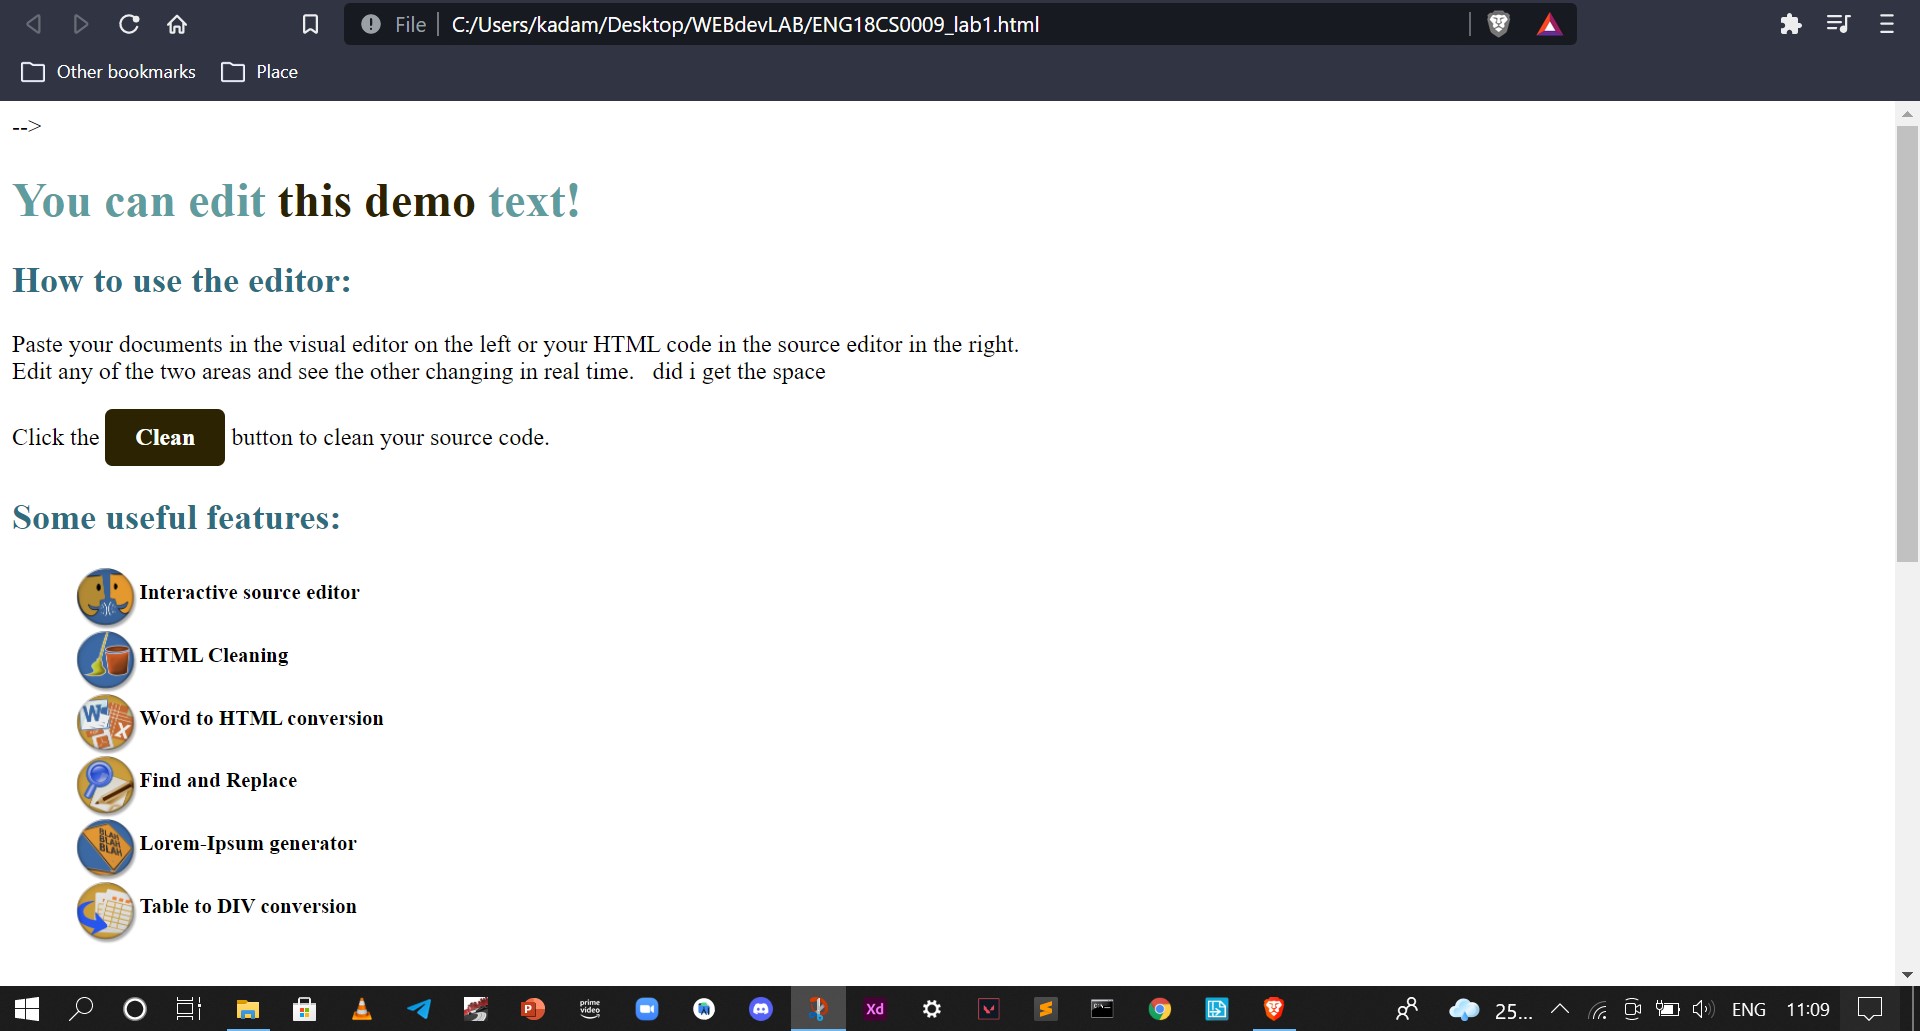 File C:/Users/kadam/Desktop/WEBdevLAB/ENG18CS0009_lab1.html
Other bookmarks Place
-->
You can edit this demo text!
How to use the editor:
Paste your documents in the visual editor on the left or your HTML code in the source editor in the right.
Edit any of the two areas and see the other changing in real time.   did i get the space
Click the Clean button to clean your source code.
Some useful features:
Interactive source editor
HTML Cleaning
W X
Word to HTML conversion
Find and Replace
BLAH BLAH BLAH
Lorem-Ipsum generator
Table to DIV conversion
P prime video Xd 25... ENG 11:09